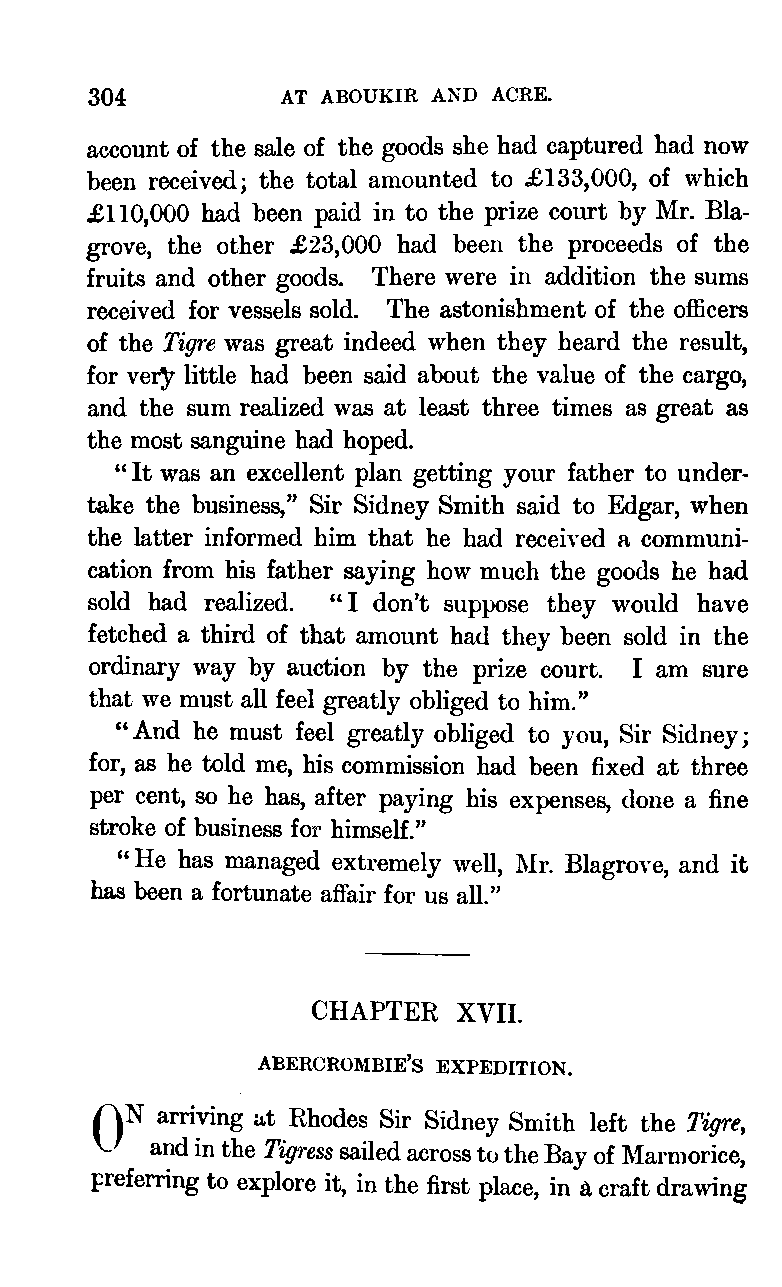 304 AT ABOUKIR AND ACRE.
account of the sale of the goods she had captured had now
been received; the total amounted to £133,000, of which
£110,000 had been paid in to the prize court by Mr. Bla-
grove, the other £23,000 had been the proceeds of the
fruits and other goods. There were in addition the sums
received for vessels sold. The astonishment of the officers
of the Tigre was great indeed when they heard the result,
for very little had been said about the value of the cargo,
and the sum realized was at least three times as great as
the most sanguine had hoped.
"It was an excellent plan getting your father to under-
take the business," Sir Sidney Smith said to Edgar, when
the latter informed him that he had received a communi-
cation from his father saying how much the goods he had
sold had realized. "I don't suppose they would have
fetched a third of that amount had they been sold in the
ordinary way by auction by the prize court. I am sure
that we must all feel greatly obliged to him."
"And he must feel greatly obliged to you, Sir Sidney;
for, as he told me, his commission had been fixed at three
per cent, so he has, after paying his expenses, done a fine
stroke of business for himself."
"He has managed extremely well, Mr. Blagrove, and it
has been a fortunate affair for us all."
CHAPTER XVII.
ABERCROMBIE'S EXPEDITION.
ON arriving at Rhodes Sir Sidney Smith left the Tigre,
and in the Tigress sailed across to the Bay of Marmorice,
preferring to explore it, in the first place, in a craft drawing